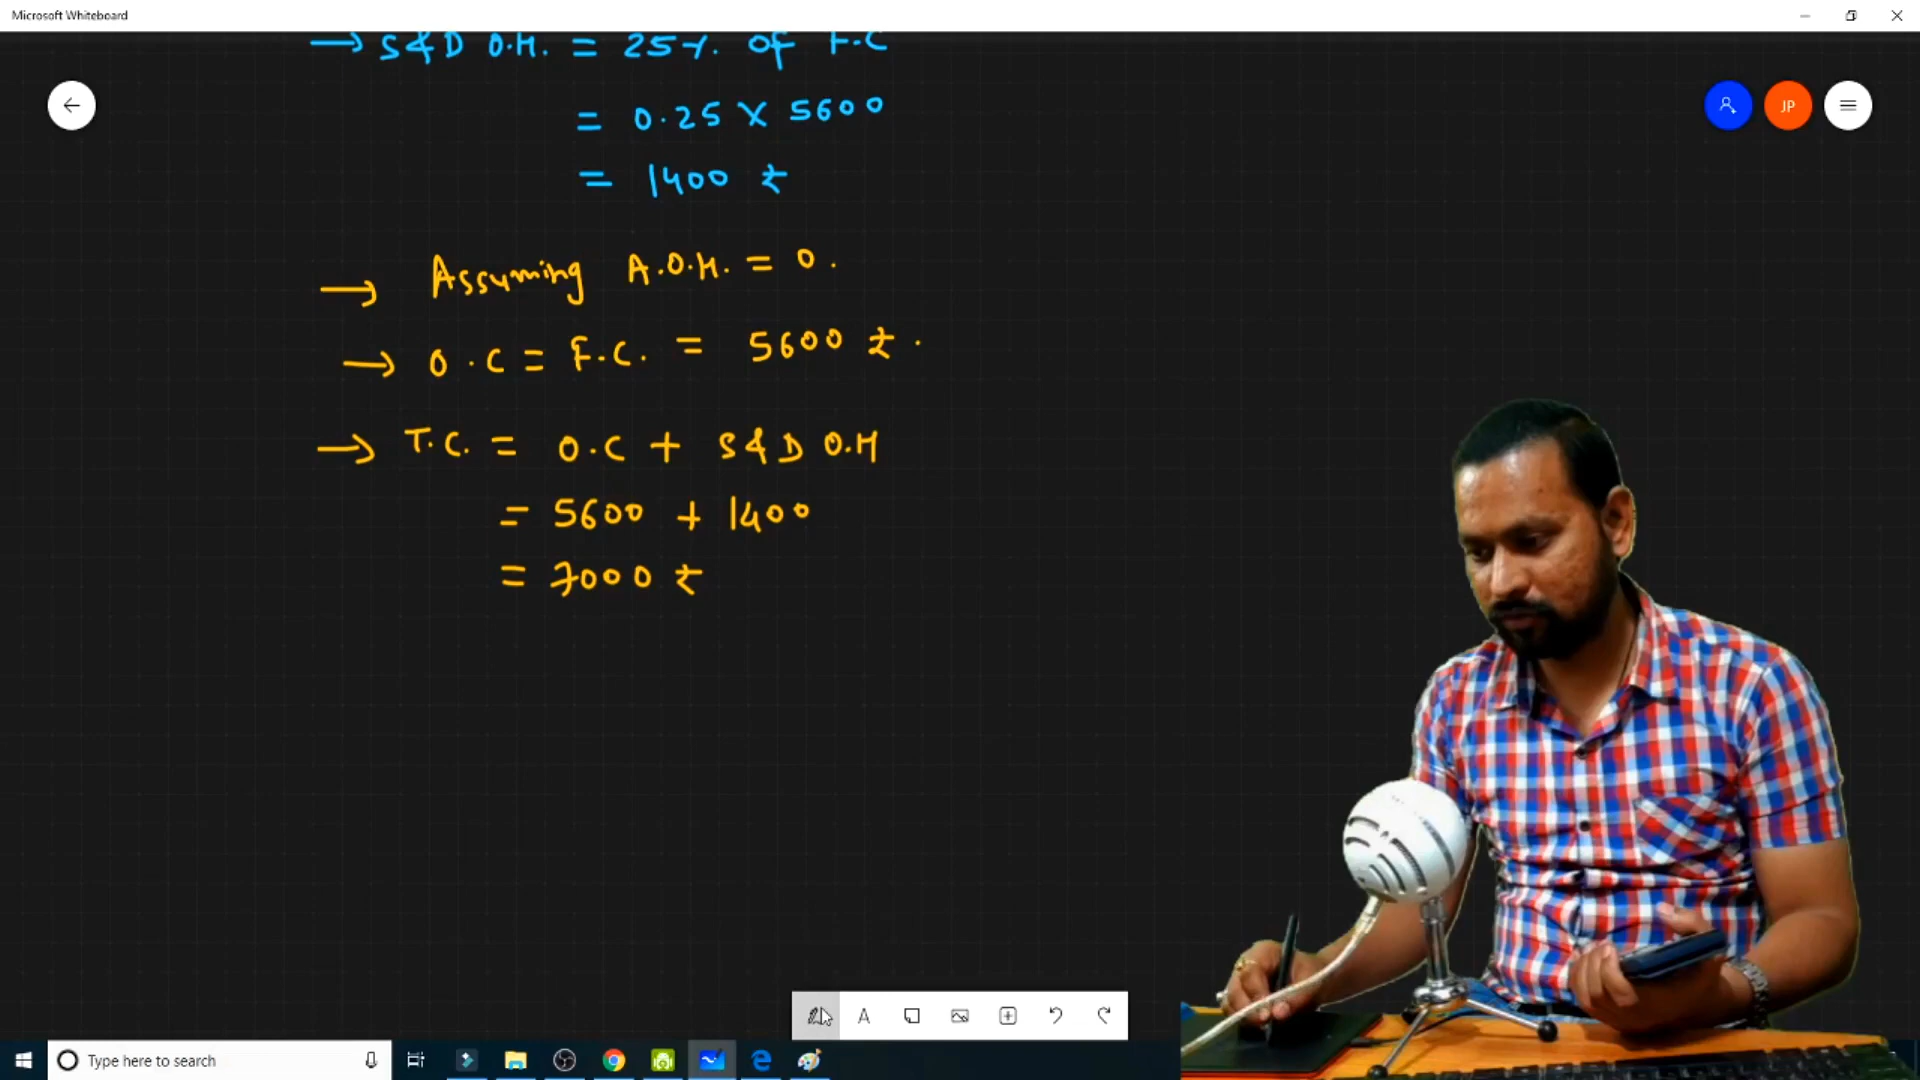 Microsoft Whiteboard
→ S&D O.H. = 25%. of F.C
= 0.25 X 5600
= 1400 ₹
JP
→ Assuming A.O.H. = 0.
→ O.C = F.C. = 5600 ₹.
→ T.C. = O.C + S&D O.H
= 5600 + 1400
= 7000 ₹
A
Type here to search